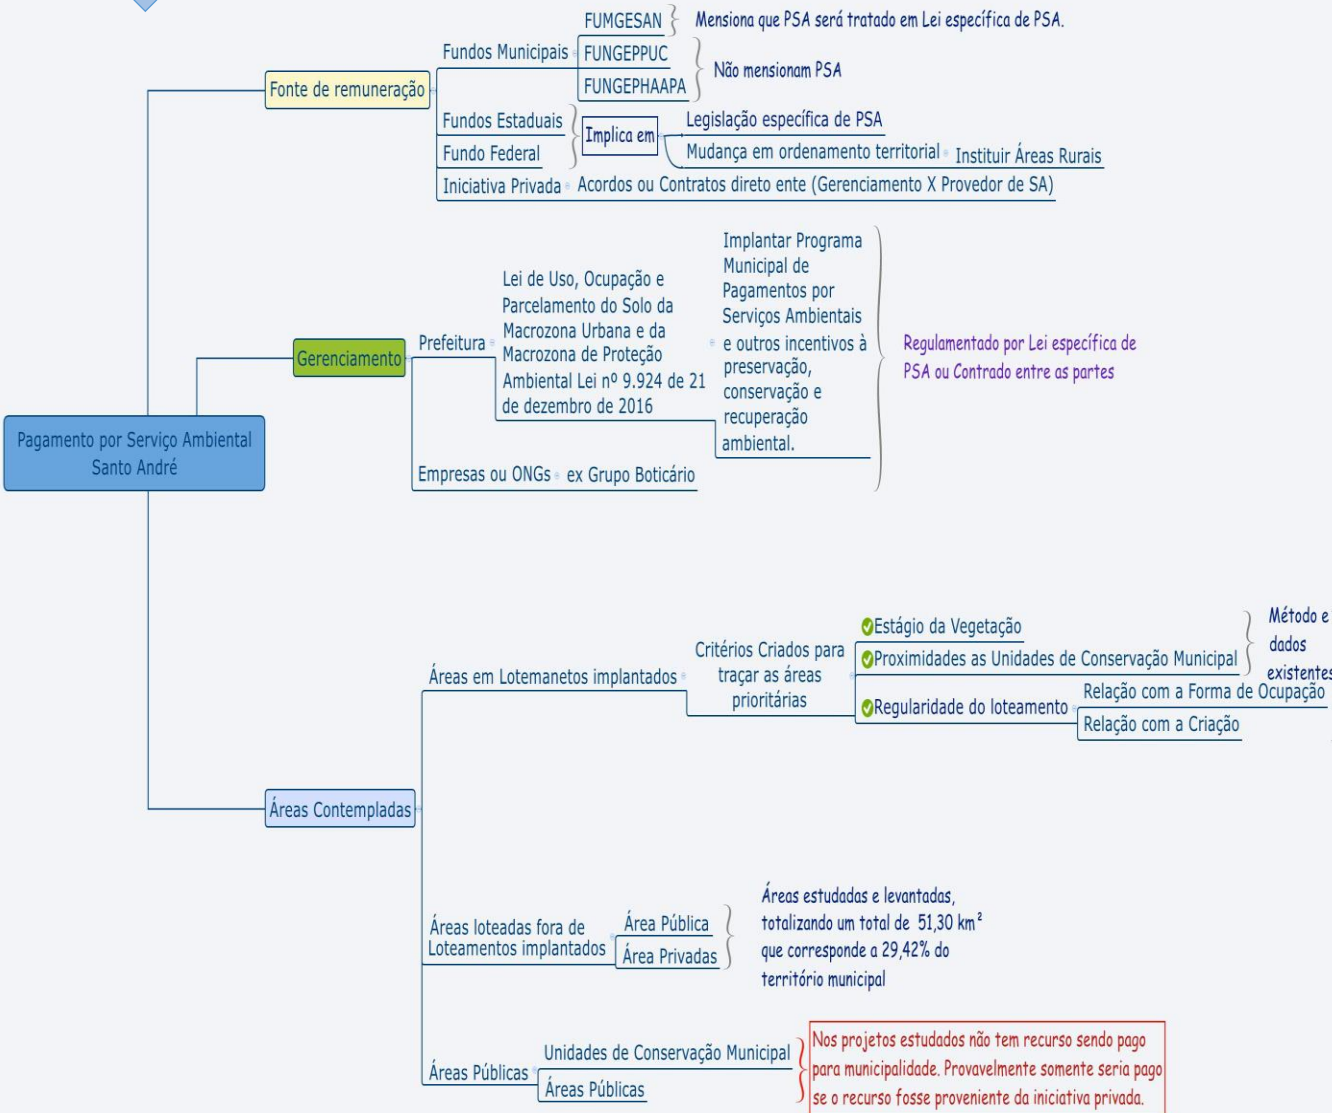 FUMGESAN
Mensiona que PSA será tratado em Lei específica de PSA.
Fundos Municipais
FUNGEPPUC
FUNGEPHAAPA
Não mensionam PSA
Fonte de remuneração
Fundos Estaduais
Fundo Federal
Implica em
Legislação específica de PSA
Mudança em ordenamento territorial
Instituir Áreas Rurais
Iniciativa Privada
Acordos ou Contratos direto ente (Gerenciamento X Provedor de SA)
Pagamento por Serviço Ambiental
Santo André
Gerenciamento
Prefeitura
Lei de Uso, Ocupação e
Parcelamento do Solo da
Macrozona Urbana e da
Macrozona de Proteção
Ambiental Lei nº 9.924 de 21
de dezembro de 2016
Implantar Programa
Municipal de
Pagamentos por
Serviços Ambientais
e outros incentivos à
preservação,
conservação e
recuperação
ambiental.
Empresas ou ONGs
ex Grupo Boticário
Regulamentado por Lei específica de
PSA ou Contrado entre as partes
Áreas Contempladas
Áreas em Lotemanetos implantados
Critérios Criados para
traçar as áreas
prioritárias
Estágio da Vegetação
Proximidades as Unidades de Conservação Municipal
Método e
dados
existentes
Regularidade do loteamento
Relação com a Forma de Ocupação
Relação com a Criação
Áreas loteadas fora de
Loteamentos implantados
Área Pública
Área Privadas
Áreas estudadas e levantadas,
totalizando um total de 51,30 km²
que corresponde a 29,42% do
território municipal
Áreas Públicas
Unidades de Conservação Municipal
Áreas Públicas
Nos projetos estudados não tem recurso sendo pago
para municipalidade. Provavelmente somente seria pago
se o recurso fosse proveniente da iniciativa privada.